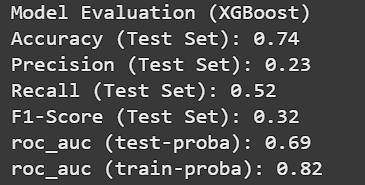 Model Evaluation (XGBoost)
Accuracy (Test Set): 0.74
Precision (Test Set): 0.23
Recall (Test Set): 0.52
F1-Score (Test Set): 0.32
roc_auc (test-proba): 0.69
roc_auc (train-proba): 0.82